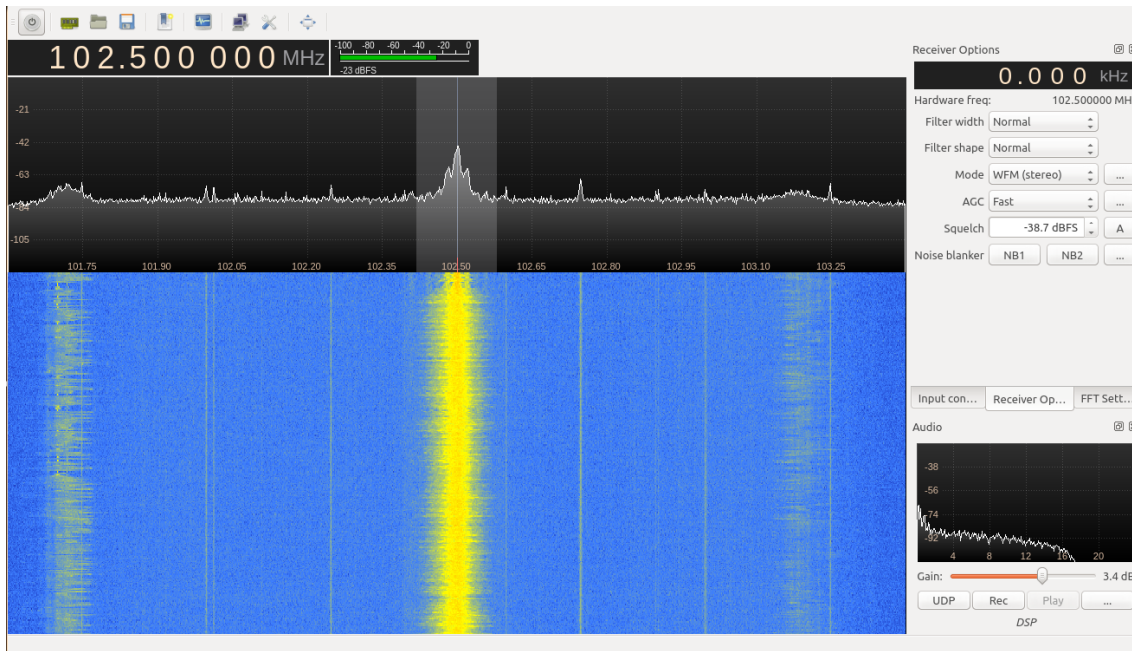 102.500 000 MHz
-100 -80 -60 -40 -20 0
-23 dBFS
-21
-42
-63
-84
-105
101.75 101.90 102.05 102.20 102.35 102.50 102.65 102.80 102.95 103.10 103.25
Receiver Options
0.000 kHz
Hardware freq: 102.500000 MH
Filter width Normal
Filter shape Normal
Mode WFM (stereo) ...
AGC Fast ...
Squelch -38.7 dBFS A
Noise blanker NB1 NB2 ...
Input con... Receiver Op... FFT Sett...
Audio
-38
-56
-74
-92
4 8 12 16 20
Gain: 3.4 dB
UDP Rec Play ...
DSP